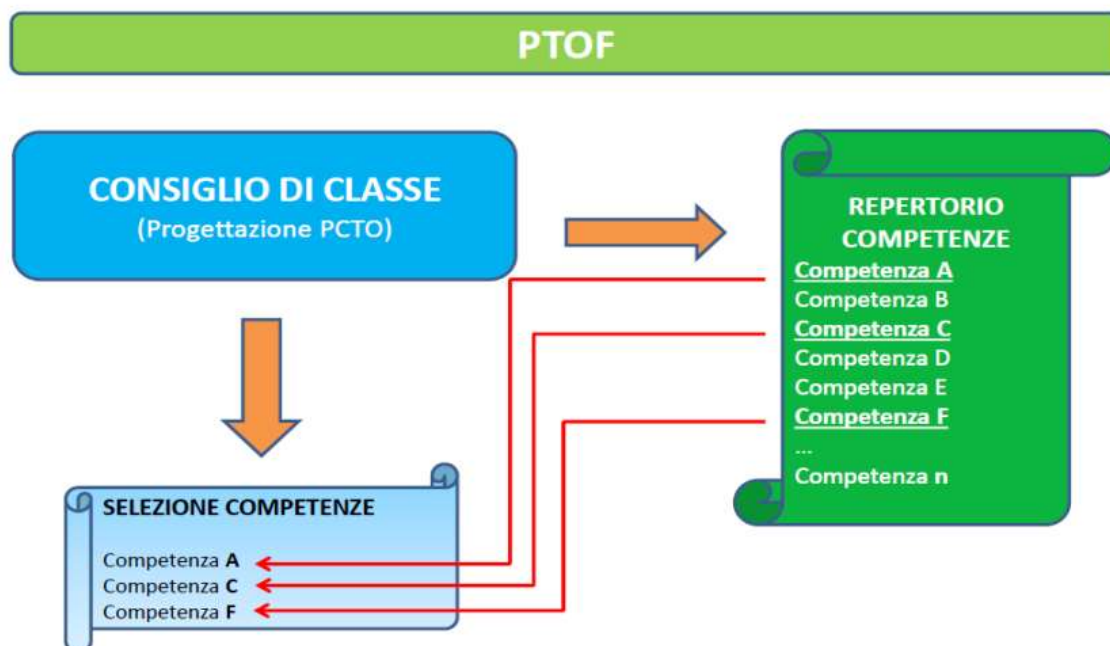 PTOF
CONSIGLIO DI CLASSE
(Progettazione PCTO)
REPERTORIO
COMPETENZE
Competenza A
Competenza B
Competenza C
Competenza D
Competenza E
Competenza F
...
Competenza n
SELEZIONE COMPETENZE
Competenza A
Competenza C
Competenza F